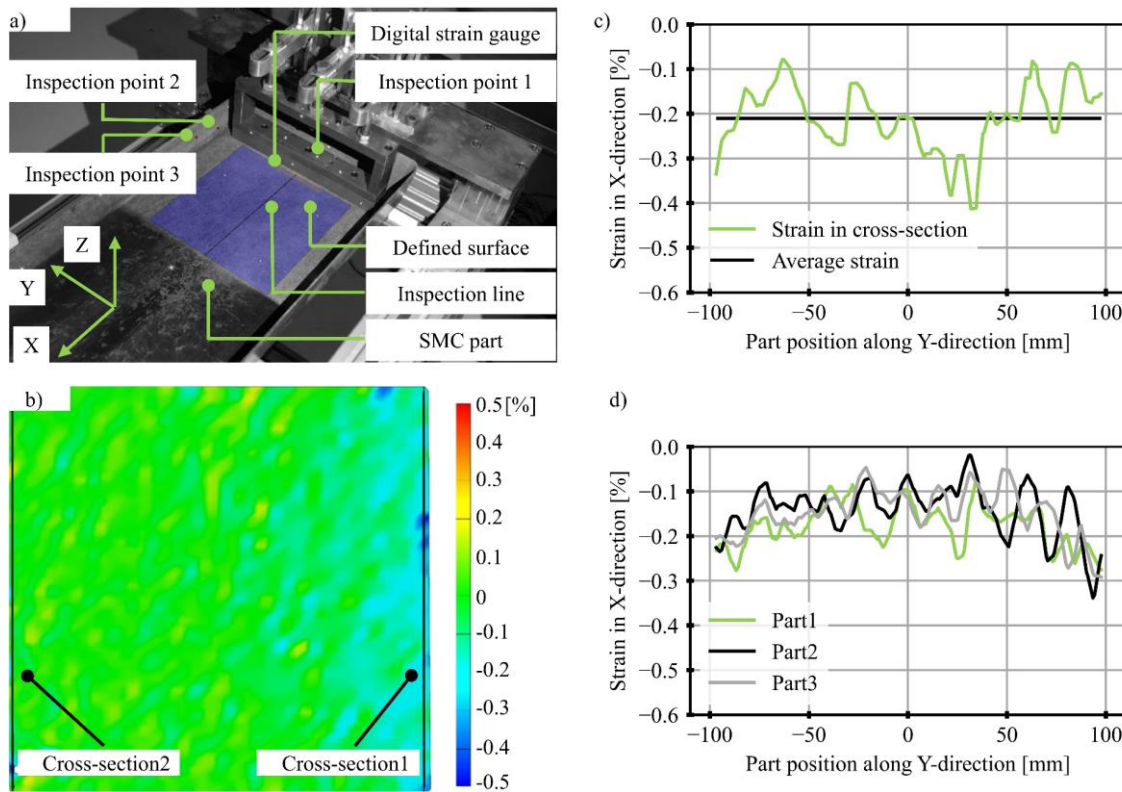 a)
Digital strain gauge
Inspection point 2
Inspection point 1
Inspection point 3
Z
Y
X
Defined surface
Inspection line
SMC part
b)
0.5[%]
0.4
0.2
0.1
0
-0.1
-0.2
-0.3
-0.4
-0.5
Cross-section2
Cross-section1
c)
Strain in X-direction [%]
0.0
−0.1
−0.2
−0.3
−0.4
−0.5
−0.6
Strain in cross-section
Average strain
−100
−50
0
50
100
Part position along Y-direction [mm]
d)
Strain in X-direction [%]
0.0
−0.1
−0.2
−0.3
−0.4
−0.5
−0.6
Part1
Part2
Part3
−100
−50
0
50
100
Part position along Y-direction [mm]